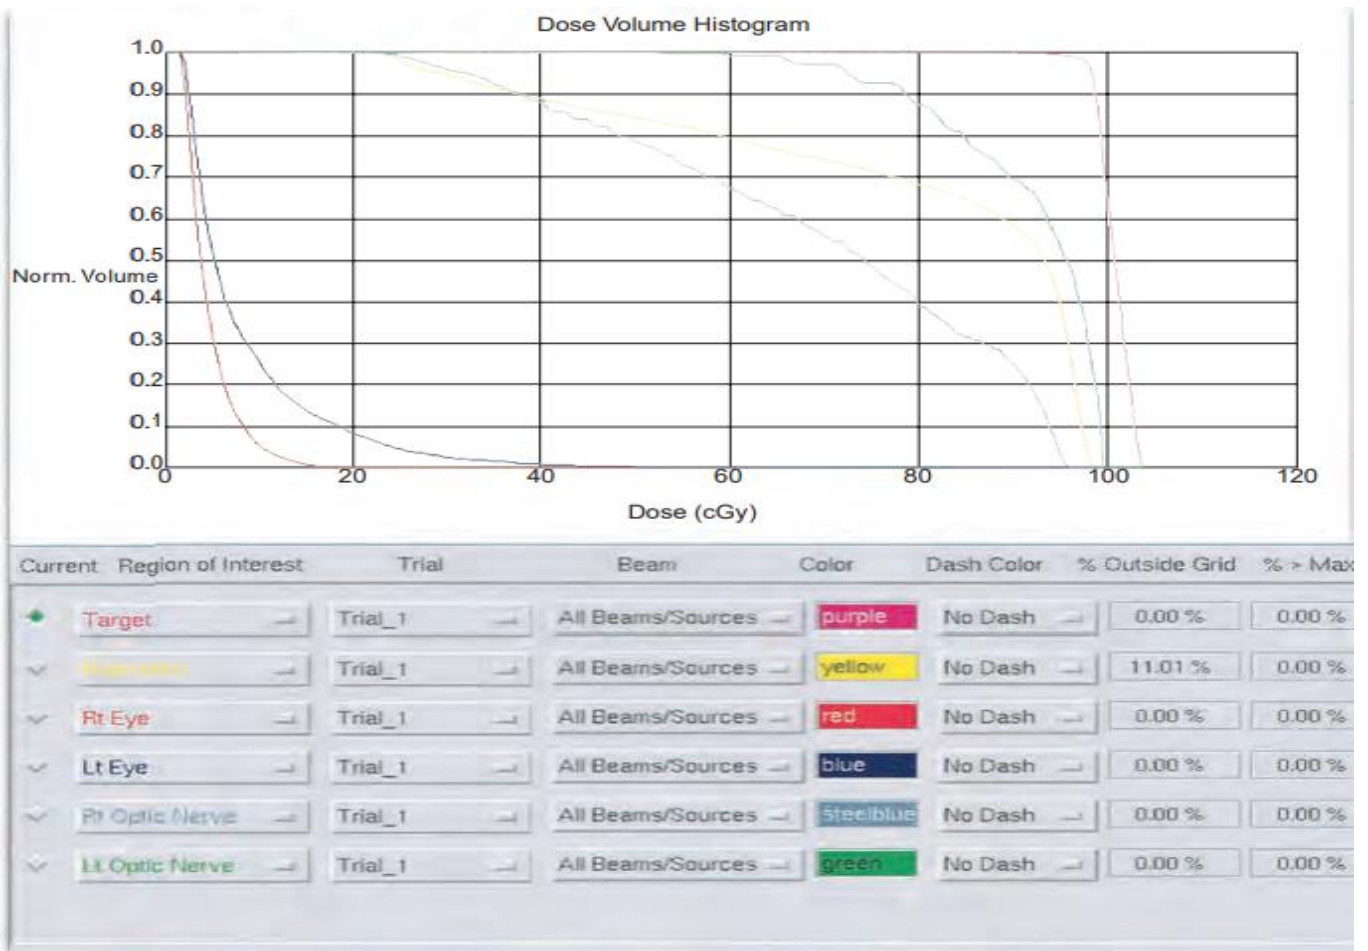 Dose Volume Histogram
1.0
0.9
0.8
0.7
0.6
0.5
Norm. Volume
0.4
0.3
0.2
0.1
0.0
0 20 40 60 80 100 120
Dose (cGy)
Current Region of Interest Trial Beam Color Dash Color % Outside Grid % > Max
Target Trial_1 All Beams/Sources purple No Dash 0.00 % 0.00 %
Trial_1 All Beams/Sources yellow No Dash 11.01 % 0.00 %
Rt Eye Trial_1 All Beams/Sources red No Dash 0.00 % 0.00 %
Lt Eye Trial_1 All Beams/Sources blue No Dash 0.00 % 0.00 %
Rt Optic Nerve Trial_1 All Beams/Sources Steelblue No Dash 0.00 % 0.00 %
Lt Optic Nerve Trial_1 All Beams/Sources green No Dash 0.00 % 0.00 %